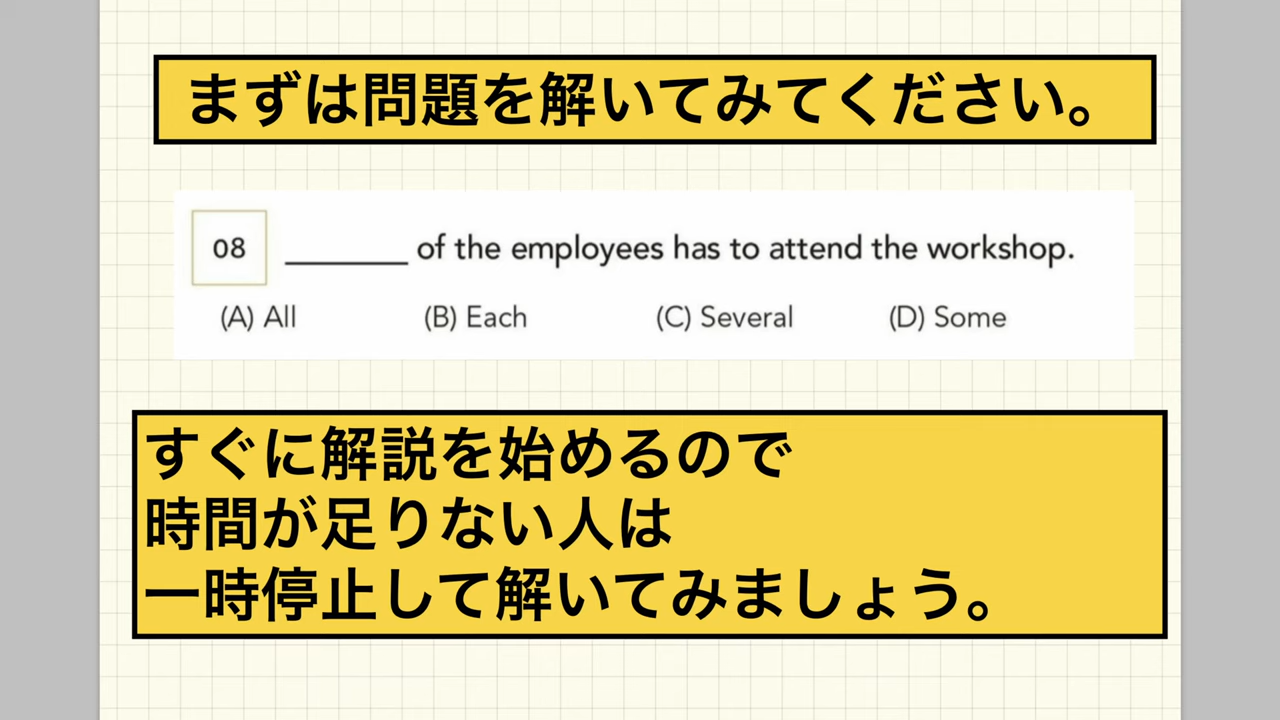 まずは問題を解いてみてください。
08 ________ of the employees has to attend the workshop.
(A) All (B) Each (C) Several (D) Some
すぐに解説を始めるので
時間が足りない人は
一時停止して解いてみましょう。